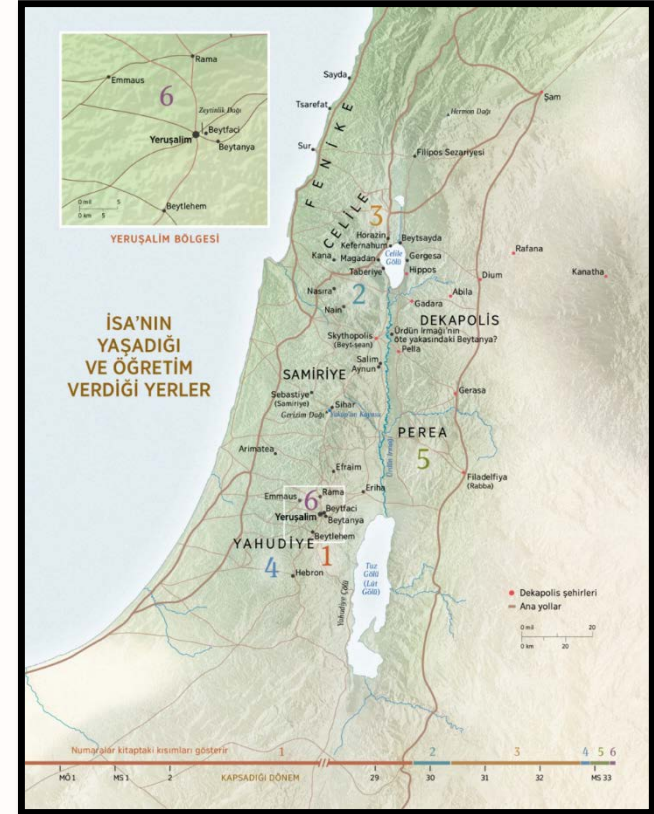 Rama
Emmaus
6
Zeytinlik Dağı
Yeruşalim
Beytfaci
Beytanya
0 mil 5
0 km 5
Beytlehem
YERUŞALİM BÖLGESİ
İSA’NIN
YAŞADIĞI
VE ÖĞRETİM
VERDİĞİ YERLER
Sayda
Şam
Tsarefat
Hermon Dağı
FENİKE
Sur
Filipos Sezariyesi
CELİLE
3
Horazin
Beytsayda
Kefernahum
Rafana
Kana
Magadan
Celile
Gölü
Gergesa
Taberiye
Hippos
Dium
Kanatha
Nasıra
2
Abila
Gadara
Nain
DEKAPOLİS
Skythopolis
(Beyt-sean)
Ürdün Irmağı’nın
öte yakasındaki Beytanya?
Pella
Salim
Aynun
SAMİRİYE
Sebastiye
(Samiriye)
Gerasa
Sihar
Gerizim Dağı
Yakup'un Kuyusu
PEREA
5
Ürdün Irmağı
Arimatea
Efraim
Filadelfiya
(Rabba)
Eriha
Emmaus
6
Rama
Beytfaci
Yeruşalim
Beytanya
Beytlehem
YAHUDİYE
1
4
Hebron
Tuz
Gölü
(Lut
Gölü)
Yahudiye Çölü
Dekapolis şehirleri
Ana yollar
0 mil 20
0 km 20
Numaralar kitaptaki kısımları gösterir
1 2 3 4 5 6
MÖ 1 MS 1 2 KAPSADIĞI DÖNEM 29 30 31 32 MS 33